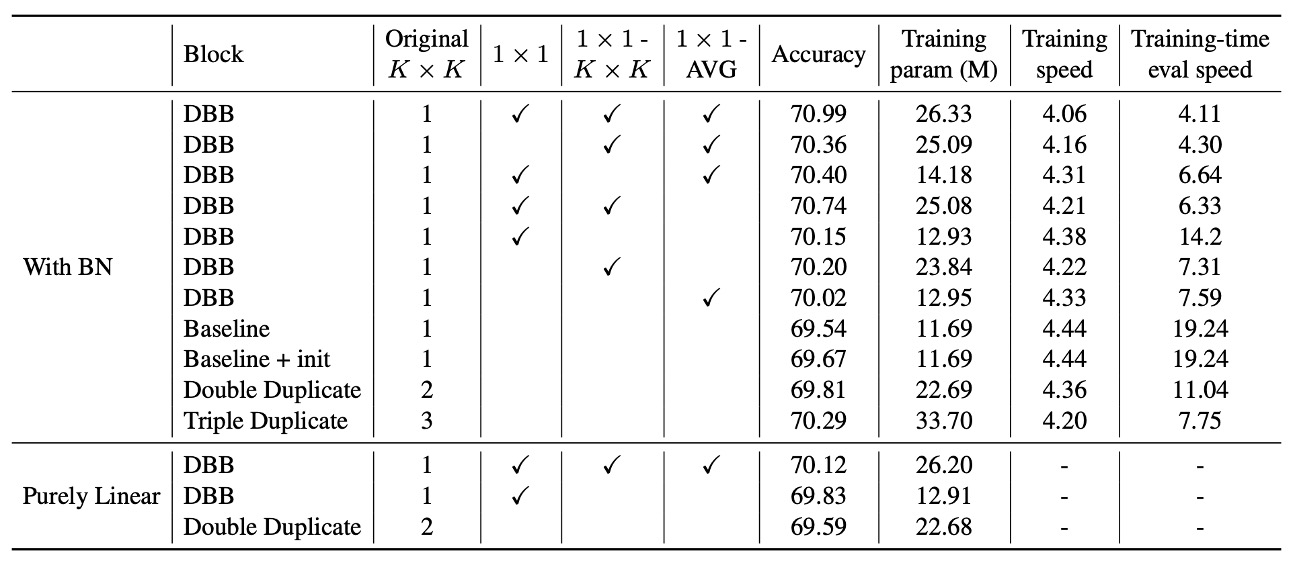 Block Original K × K 1 × 1 1 × 1 - K × K 1 × 1 - AVG Accuracy Training param (M) Training speed Training-time eval speed
With BN DBB 1 ✓ ✓ ✓ 70.99 26.33 4.06 4.11
DBB 1 ✓ ✓ 70.36 25.09 4.16 4.30
DBB 1 ✓ ✓ 70.40 14.18 4.31 6.64
DBB 1 ✓ ✓ 70.74 25.08 4.21 6.33
DBB 1 ✓ 70.15 12.93 4.38 14.2
DBB 1 ✓ 70.20 23.84 4.22 7.31
DBB 1 ✓ 70.02 12.95 4.33 7.59
Baseline 1 69.54 11.69 4.44 19.24
Baseline + init 1 69.67 11.69 4.44 19.24
Double Duplicate 2 69.81 22.69 4.36 11.04
Triple Duplicate 3 70.29 33.70 4.20 7.75
Purely Linear DBB 1 ✓ ✓ ✓ 70.12 26.20 - -
DBB 1 ✓ 69.83 12.91 - -
Double Duplicate 2 69.59 22.68 - -